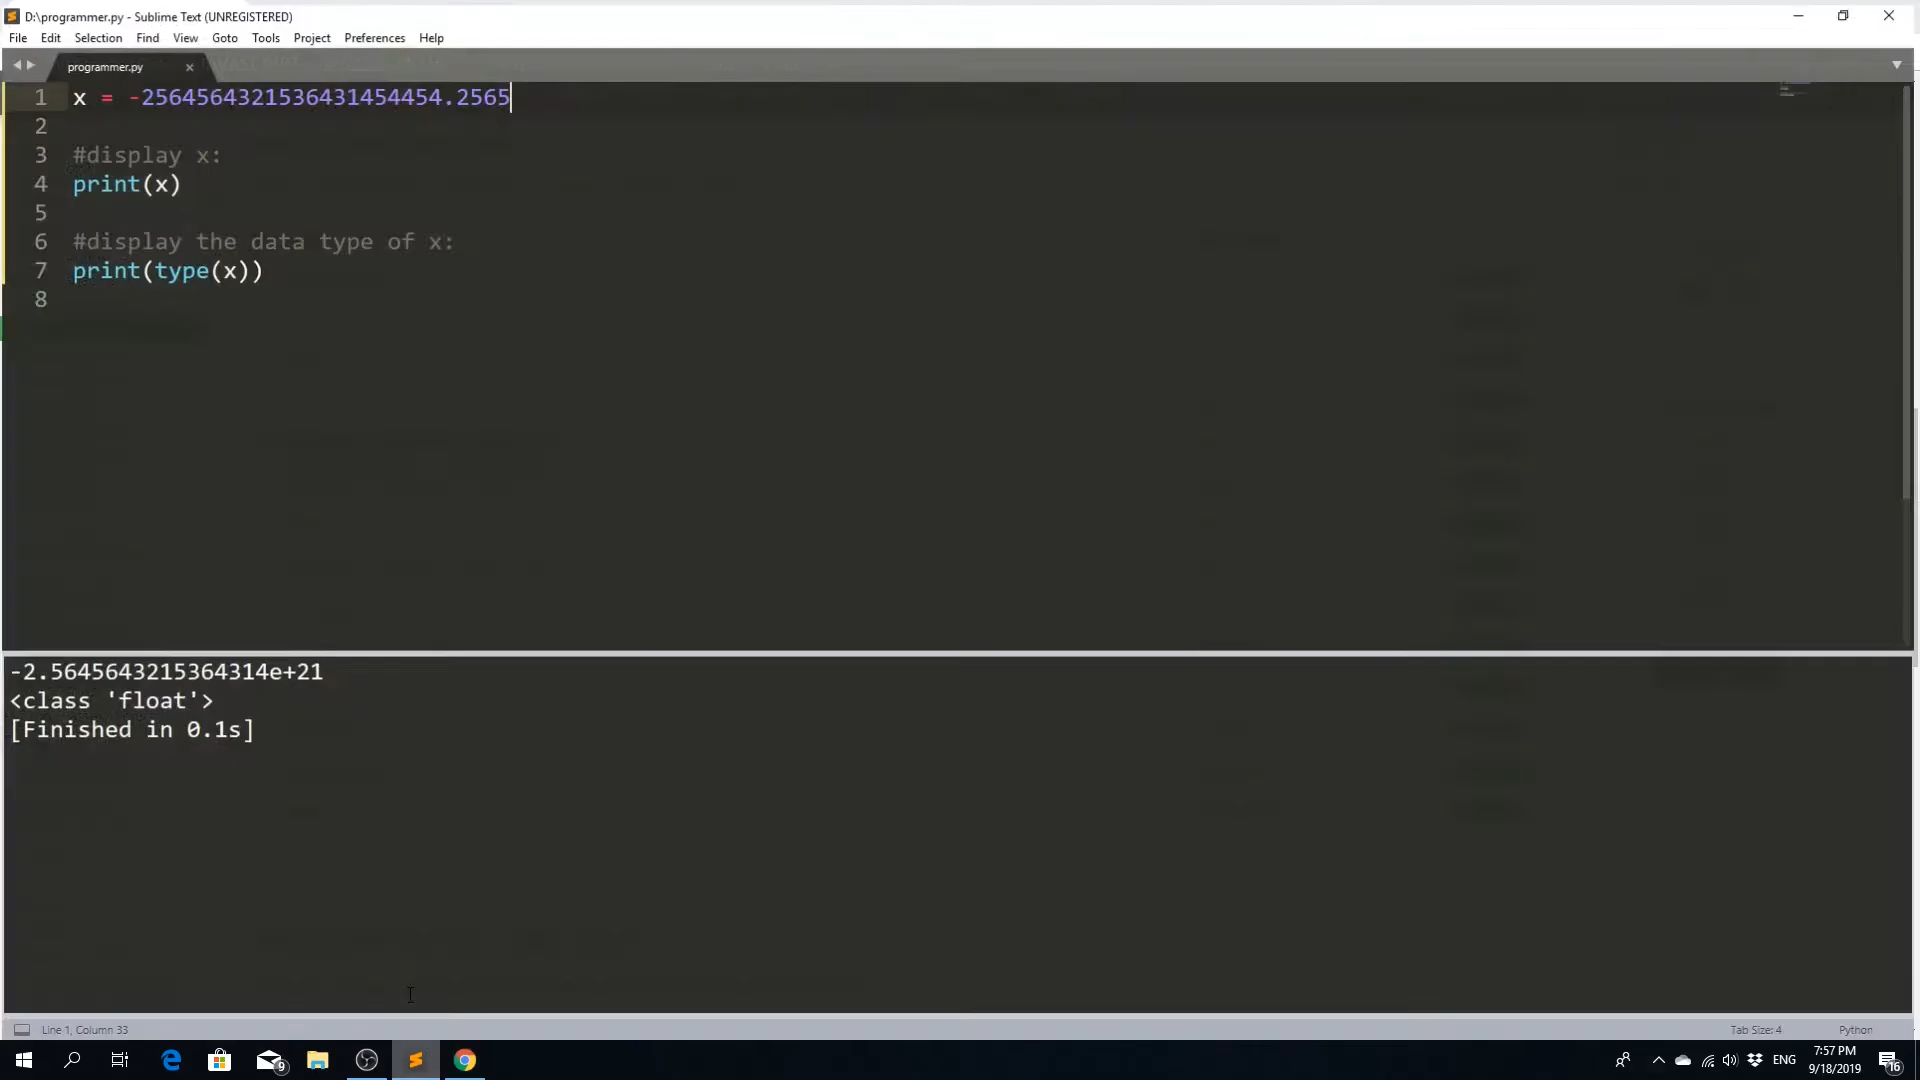 D:\programmer.py - Sublime Text (UNREGISTERED)
File Edit Selection Find View Goto Tools Project Preferences Help
programmer.py
1 x = -2564564321536431454454.2565
2
3 #display x:
4 print(x)
5
6 #display the data type of x:
7 print(type(x))
8
-2.5645643215364314e+21
<class 'float'>
[Finished in 0.1s]
Line 1, Column 33 Tab Size: 4 Python
9 ENG 7:57 PM 16
9/18/2019